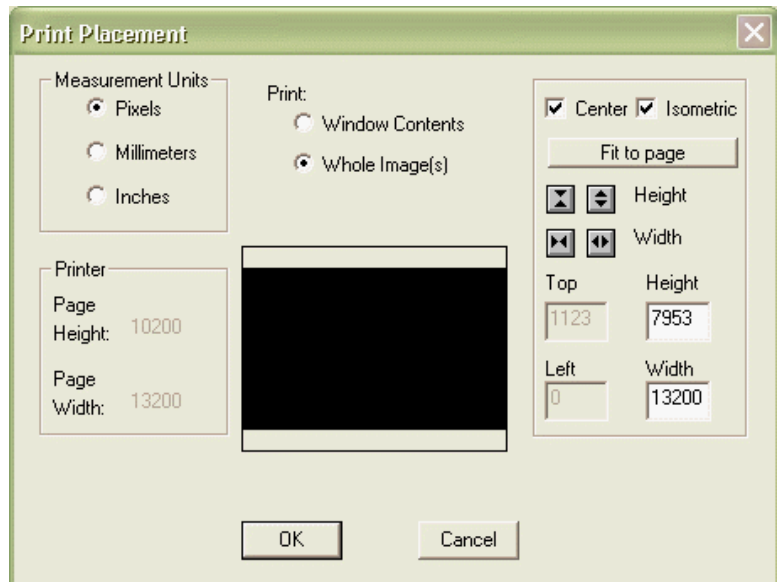 Print Placement
Measurement Units
Pixels
Millimeters
Inches
Print:
Window Contents
Whole Image(s)
Center Isometric
Fit to page
Height
Width
Top Height
1123 7953
Left Width
0 13200
Printer
Page
Height: 10200
Page
Width: 13200
OK Cancel